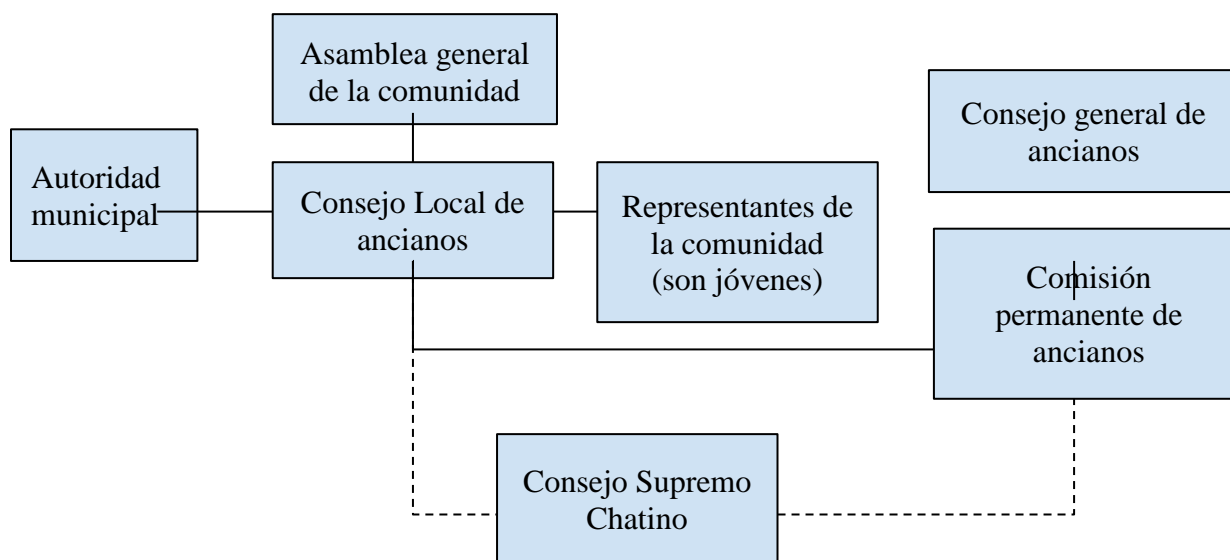 Asamblea general
de la comunidad
Consejo general de
ancianos
Autoridad
municipal
Consejo Local de
ancianos
Representantes de
la comunidad
(son jóvenes)
Comisión
permanente de
ancianos
Consejo Supremo
Chatino